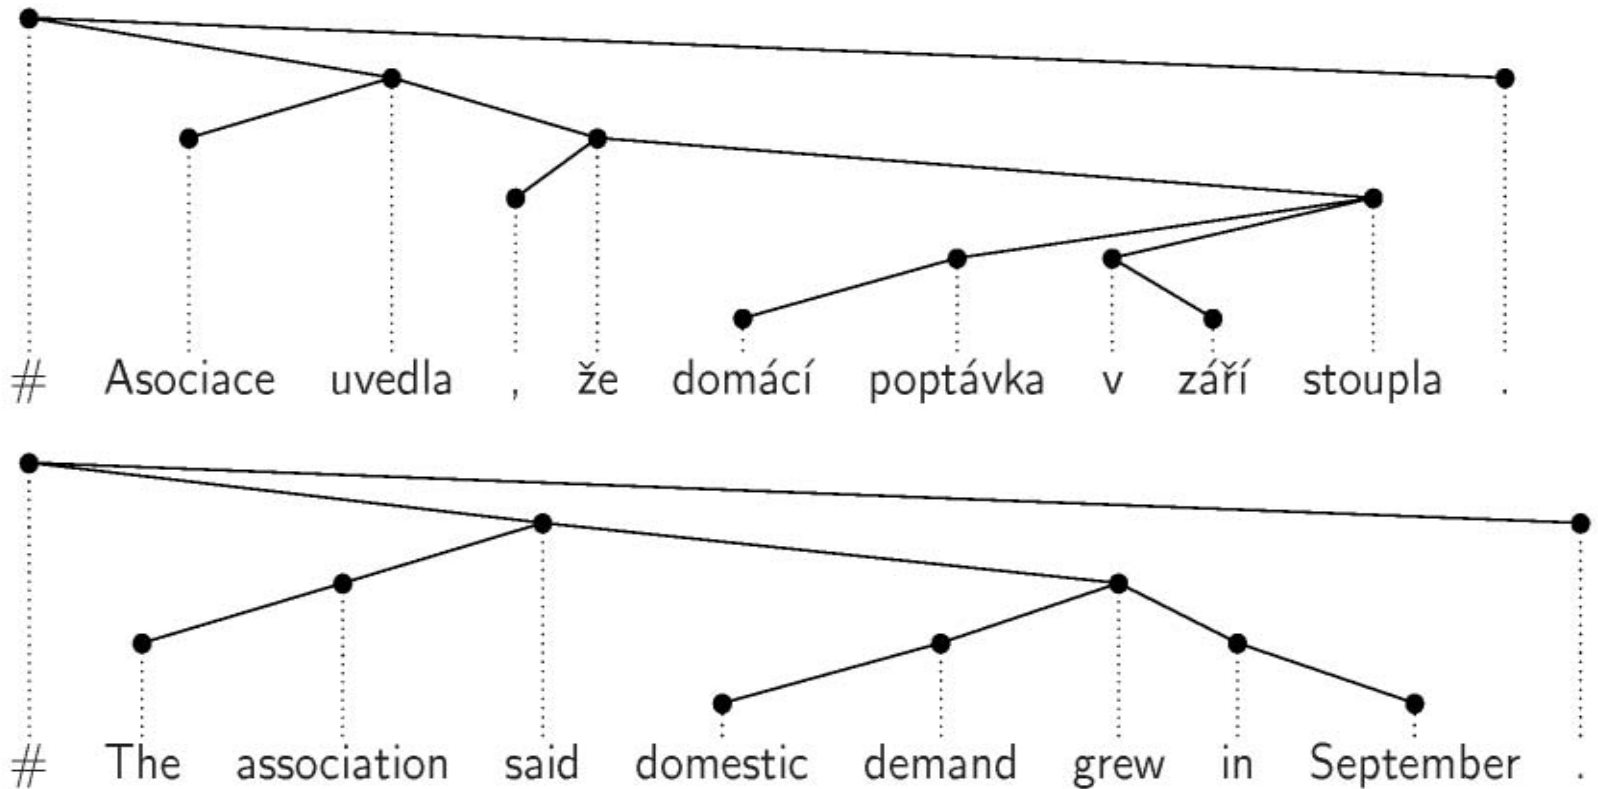 # Asociace uvedla , že domácí poptávka v září stoupla .
# The association said domestic demand grew in September .